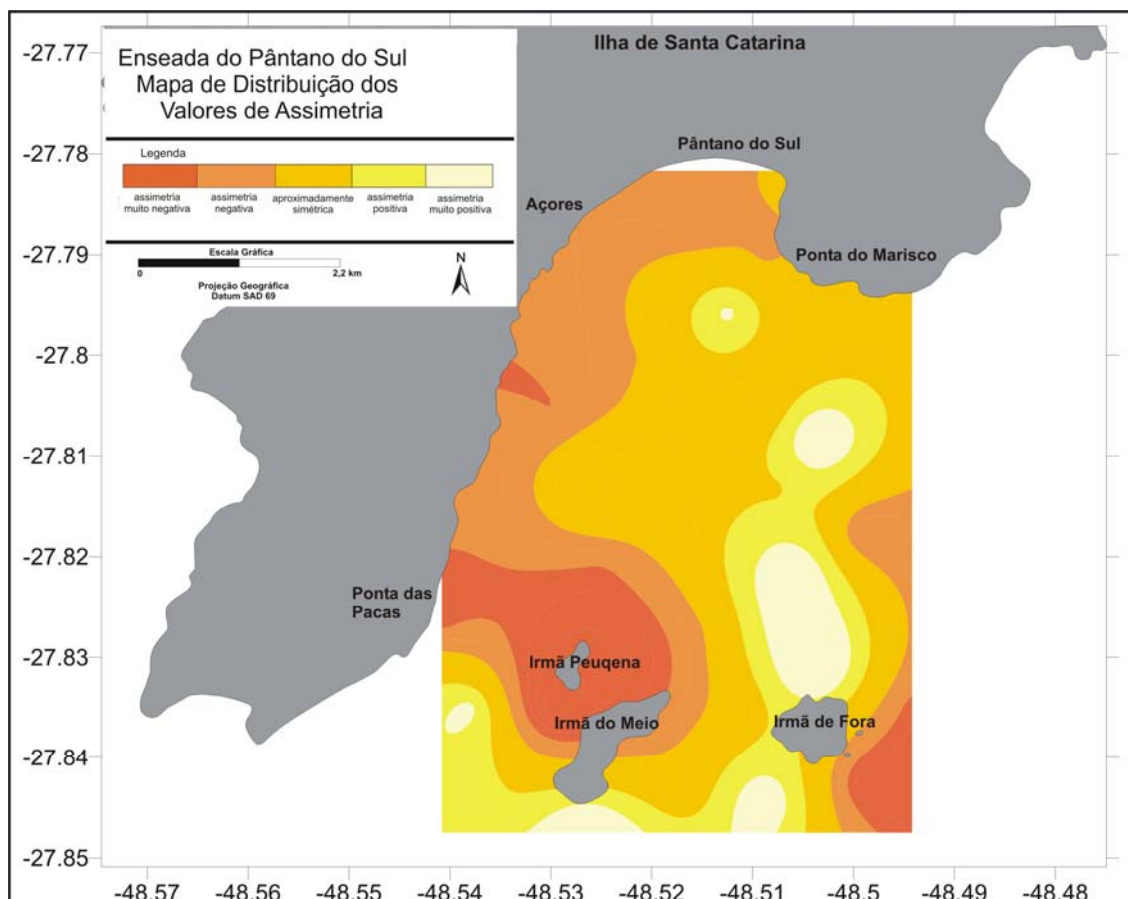 Enseada do Pântano do Sul
Mapa de Distribuição dos
Valores de Assimetria
Legenda
assimetria muito negativa
assimetria negativa
aproximadamente simétrica
assimetria positiva
assimetria muito positiva
Escala Gráfica
0 2,2 km
Projeção Geográfica
Datum SAD 69
N
Ilha de Santa Catarina
Pântano do Sul
Açores
Ponta do Marisco
Ponta das
Pacas
Irmã Peuqena
Irmã do Meio
Irmã de Fora
-27.77
-27.78
-27.79
-27.8
-27.81
-27.82
-27.83
-27.84
-27.85
-48.57 -48.56 -48.55 -48.54 -48.53 -48.52 -48.51 -48.5 -48.49 -48.48